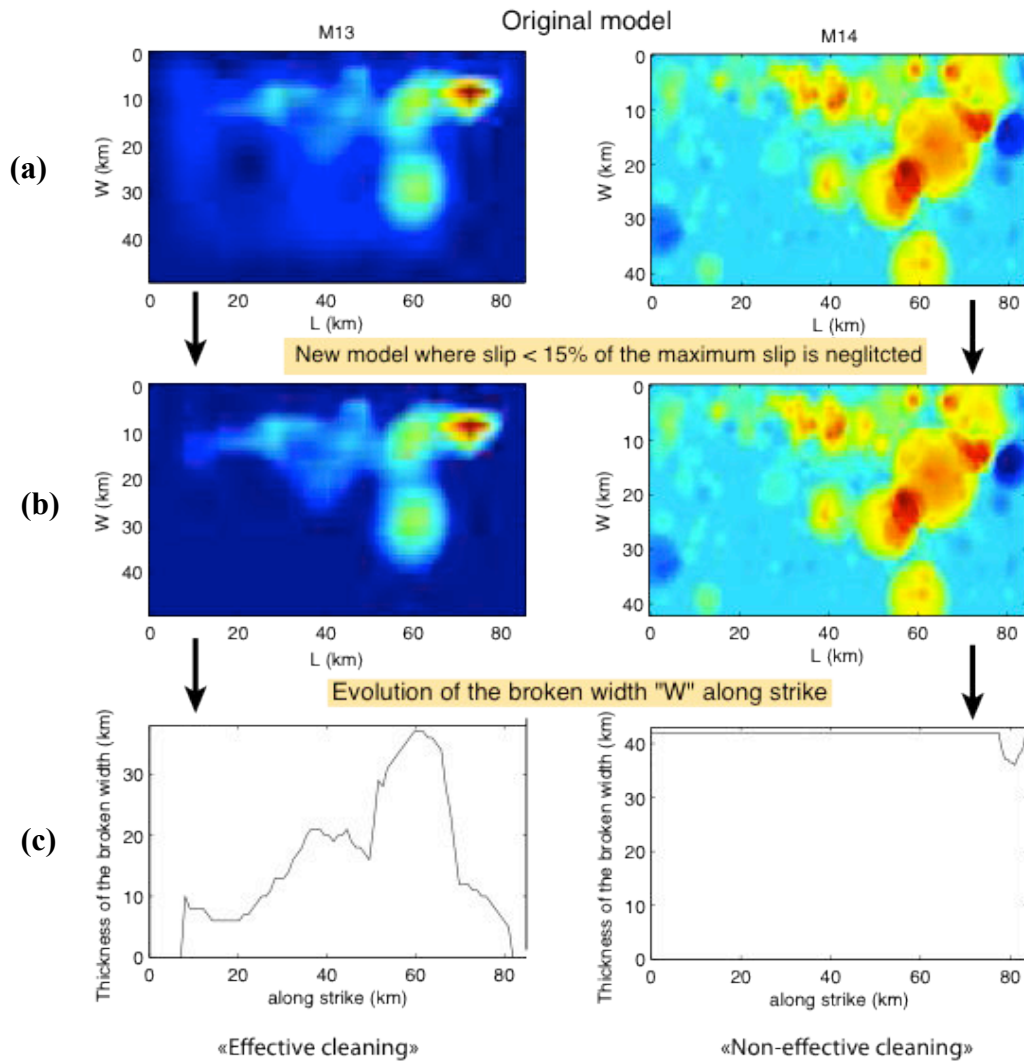 Original model
M13
M14
(a)
W (km)
0
10
20
30
40
0 20 40 60 80
L (km)
W (km)
0
10
20
30
40
0 20 40 60 80
L (km)
New model where slip < 15% of the maximum slip is neglitcted
(b)
W (km)
0
10
20
30
40
0 20 40 60 80
L (km)
W (km)
0
10
20
30
40
0 20 40 60 80
L (km)
Evolution of the broken width "W" along strike
(c)
Thickness of the broken width (km)
30
20
10
0
0 20 40 60 80
along strike (km)
Thickness of the broken width (km)
40
30
20
10
0
0 20 40 60 80
along strike (km)
«Effective cleaning»
«Non-effective cleaning»